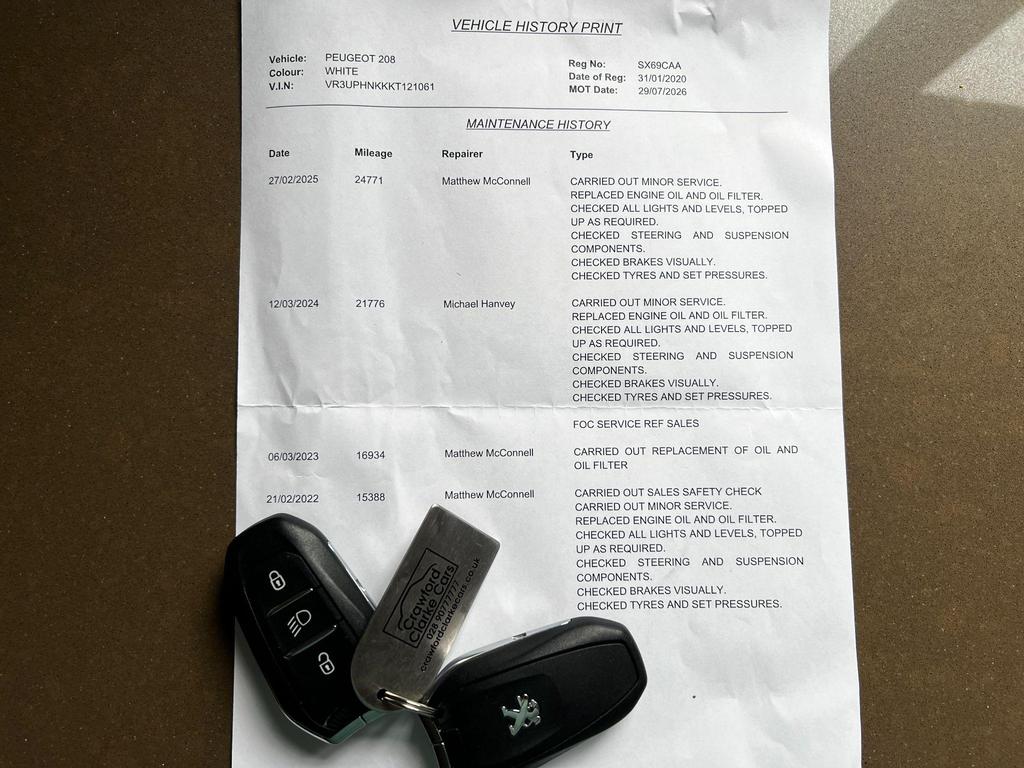 VEHICLE HISTORY PRINT
Vehicle: PEUGEOT 208 Reg No: SX69CAA
Colour: WHITE Date of Reg: 31/01/2020
V.I.N: VR3UPHNKKKT121061 MOT Date: 29/07/2026
MAINTENANCE HISTORY
Date Mileage Repairer Type
27/02/2025 24771 Matthew McConnell CARRIED OUT MINOR SERVICE.
REPLACED ENGINE OIL AND OIL FILTER.
CHECKED ALL LIGHTS AND LEVELS, TOPPED
UP AS REQUIRED.
CHECKED STEERING AND SUSPENSION
COMPONENTS.
CHECKED BRAKES VISUALLY.
CHECKED TYRES AND SET PRESSURES.
12/03/2024 21776 Michael Hanvey CARRIED OUT MINOR SERVICE.
REPLACED ENGINE OIL AND OIL FILTER.
CHECKED ALL LIGHTS AND LEVELS, TOPPED
UP AS REQUIRED.
CHECKED STEERING AND SUSPENSION
COMPONENTS.
CHECKED BRAKES VISUALLY.
CHECKED TYRES AND SET PRESSURES.
FOC SERVICE REF SALES
06/03/2023 16934 Matthew McConnell CARRIED OUT REPLACEMENT OF OIL AND
OIL FILTER
21/02/2022 15388 Matthew McConnell CARRIED OUT SALES SAFETY CHECK
CARRIED OUT MINOR SERVICE.
REPLACED ENGINE OIL AND OIL FILTER.
CHECKED ALL LIGHTS AND LEVELS, TOPPED
UP AS REQUIRED.
CHECKED STEERING AND SUSPENSION
COMPONENTS.
CHECKED BRAKES VISUALLY.
CHECKED TYRES AND SET PRESSURES.
Crawford
Clarke Cars
028 90777777
crawfordclarkecars.co.uk